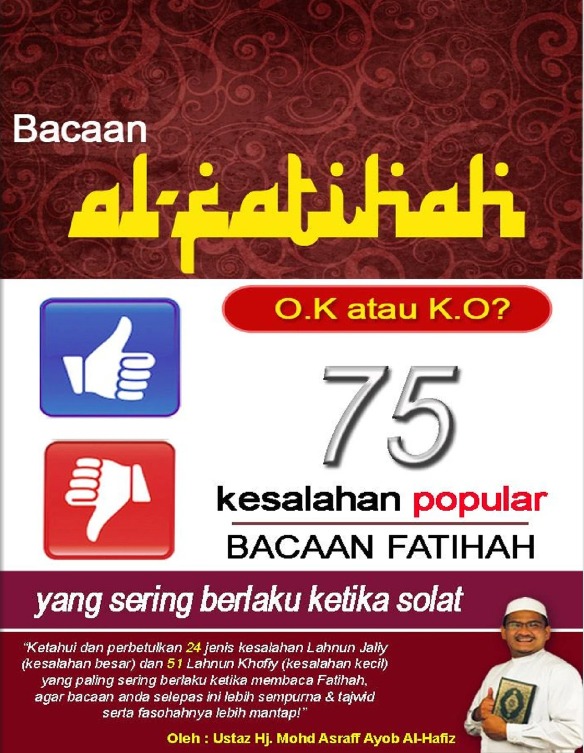 Bacaan
al-fatihah
O.K atau K.O?
75
kesalahan popular
BACAAN FATIHAH
yang sering berlaku ketika solat
“Ketahui dan perbetulkan 24 jenis kesalahan Lahnun Jaliy
(kesalahan besar) dan 51 Lahnun Khofiy (kesalahan kecil)
yang paling sering berlaku ketika membaca Fatihah,
agar bacaan anda selepas ini lebih sempurna & tajwid
serta fasohahnya lebih mantap!”
Oleh : Ustaz Hj. Mohd Asraff Ayob Al-Hafiz